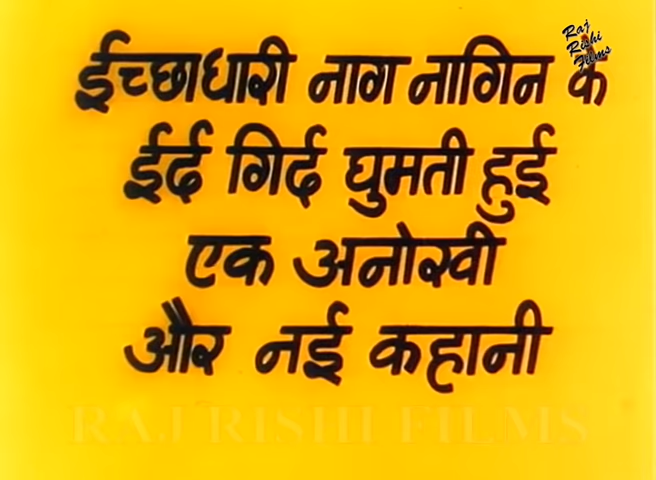 ईच्छाधारी नाग नागिन के
ईर्द गिर्द घुमती हुई
एक अनोखी
और नई कहानी
Raj
Rishi
Films
RAJ RISHI FILMS